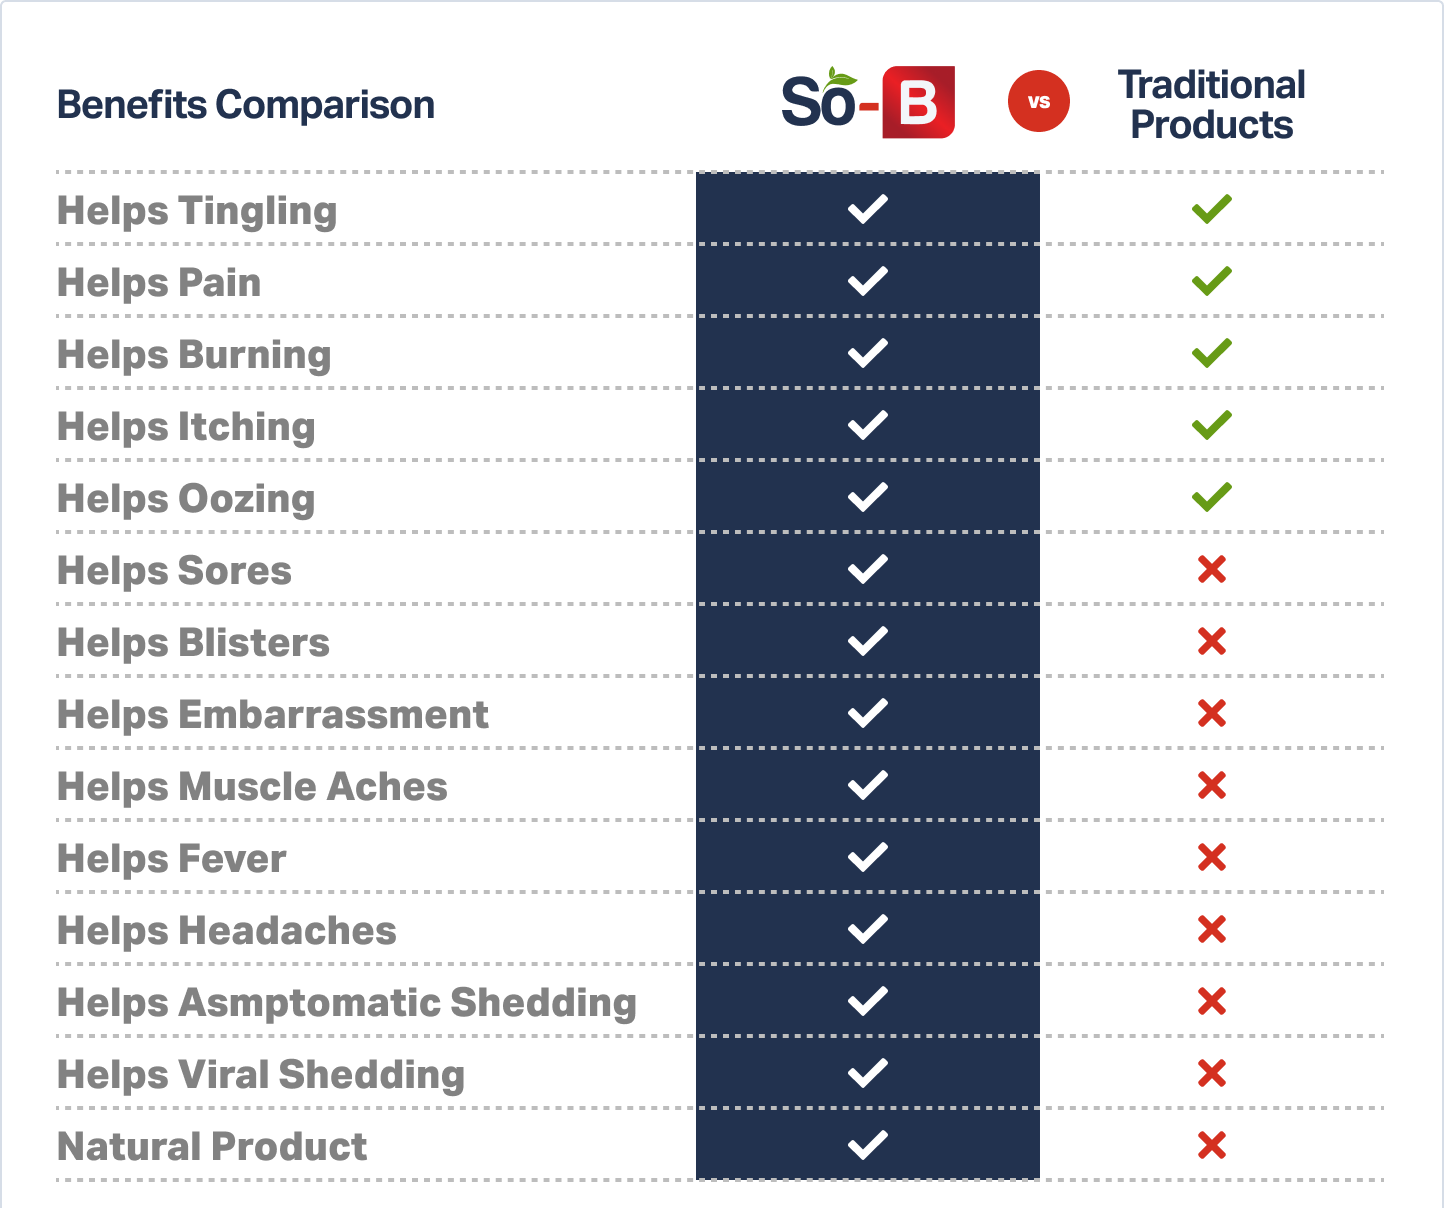 Benefits Comparison
So-B
vs
Traditional
Products
Helps Tingling
Helps Pain
Helps Burning
Helps Itching
Helps Oozing
Helps Sores
Helps Blisters
Helps Embarrassment
Helps Muscle Aches
Helps Fever
Helps Headaches
Helps Asmptomatic Shedding
Helps Viral Shedding
Natural Product